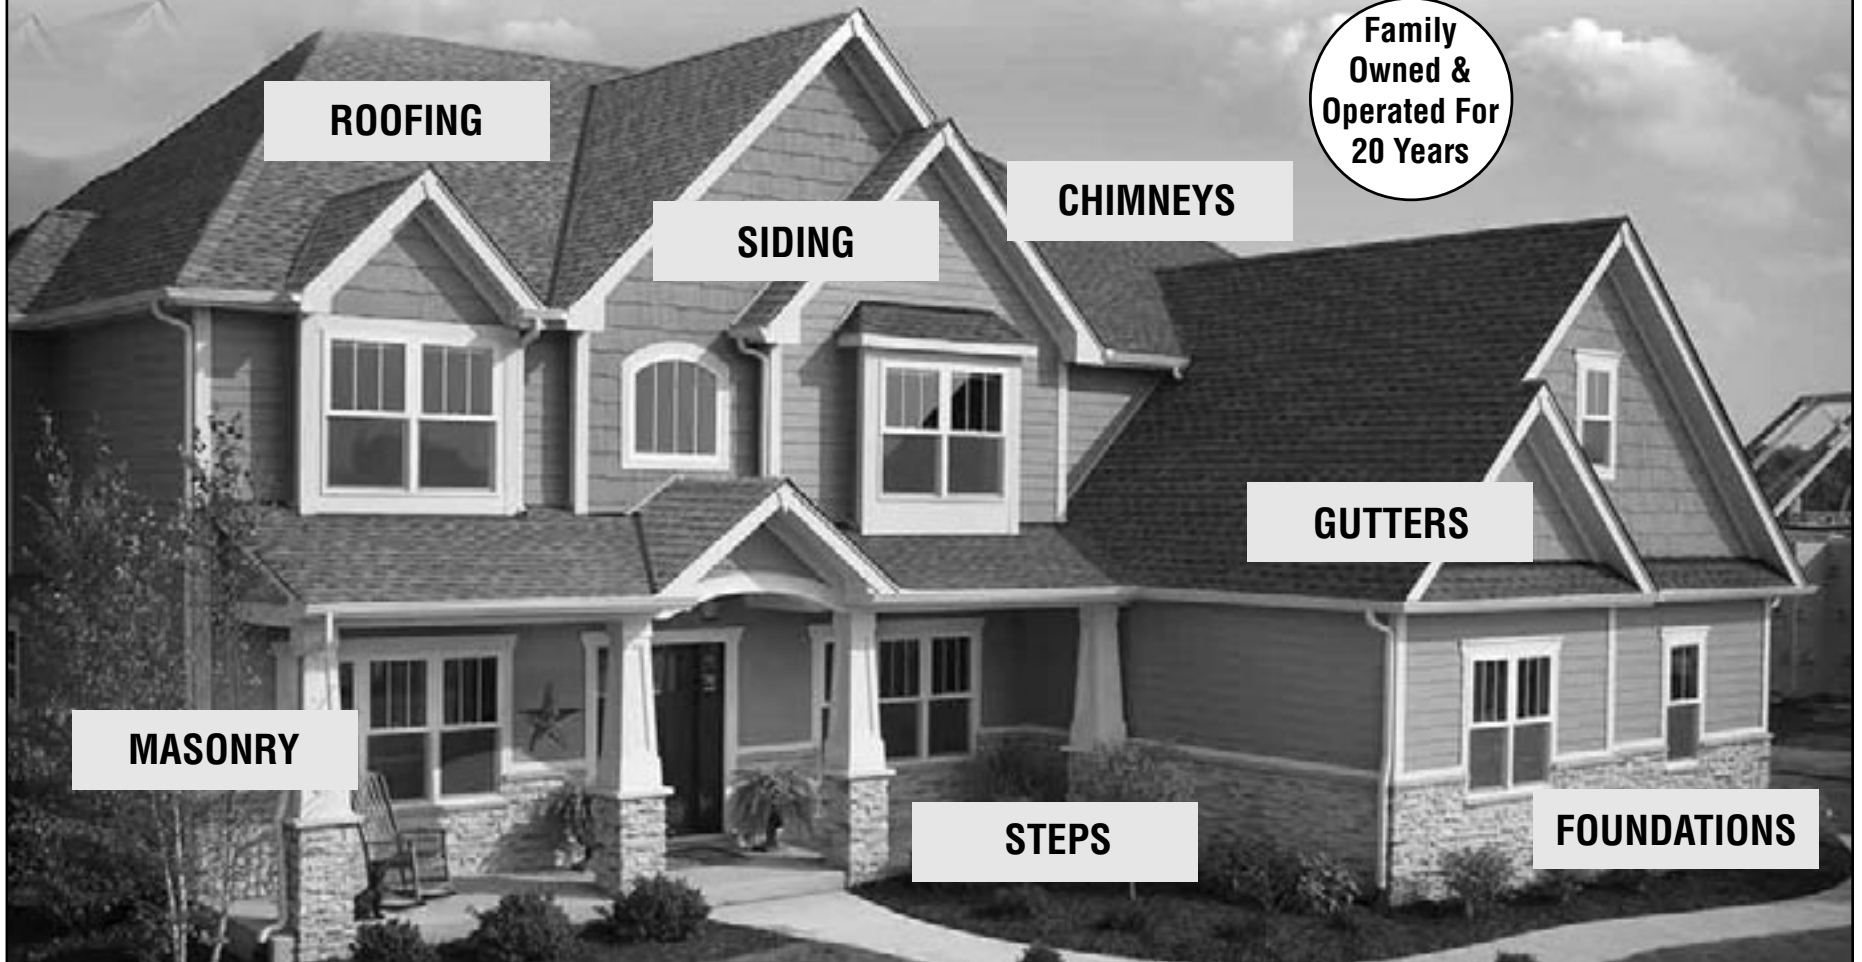 Family
Owned &
Operated For
20 Years
ROOFING
CHIMNEYS
SIDING
GUTTERS
MASONRY
STEPS
FOUNDATIONS